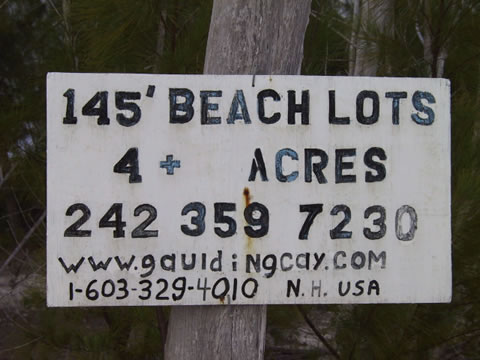 145' BEACH LOTS
4+ ACRES
242 359 7230
www.gauldingcay.com
1-603-329-4010 N.H. USA